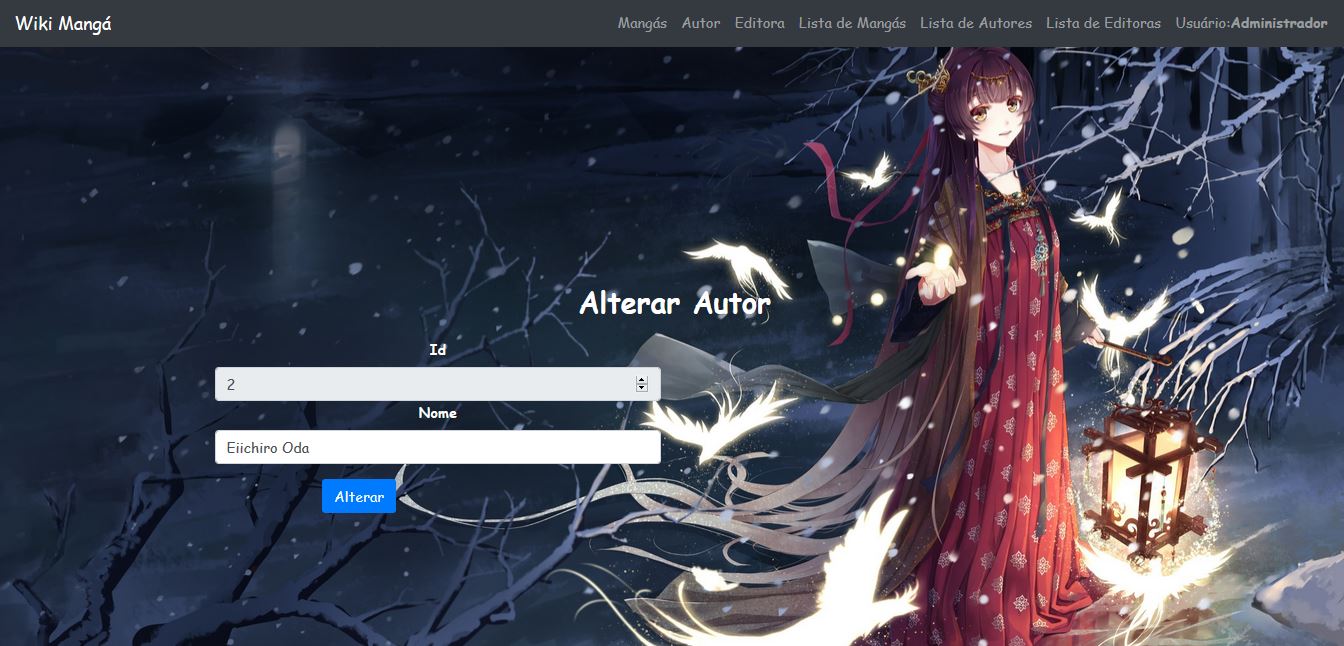 Wiki Mangá Mangás Autor Editora Lista de Mangás Lista de Autores Lista de Editoras Usuário:Administrador
Alterar Autor
Id
2
Nome
Eiichiro Oda
Alterar